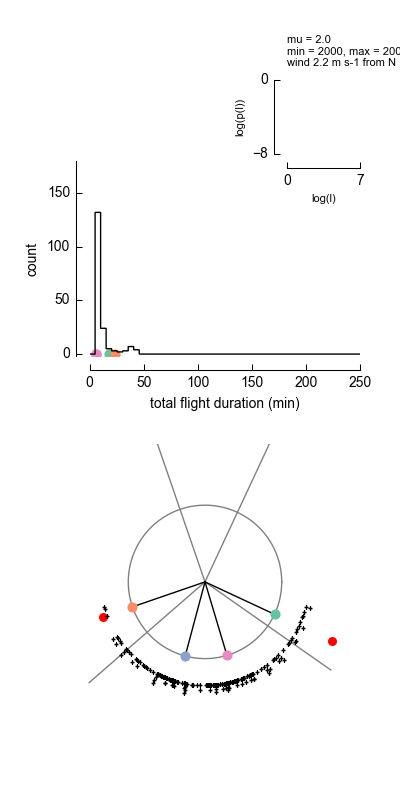 mu = 2.0
min = 2000, max = 200
wind 2.2 m s-1 from N
0
log(p(l))
−8
0
7
log(l)
150
count
100
50
0
0
50
100
150
200
250
total flight duration (min)